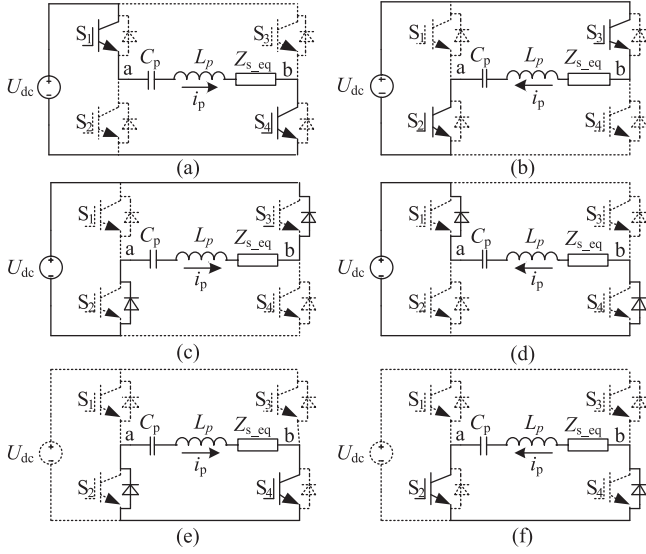 S1 S3 S1 S3
Cp Lp Zs_eq Cp Lp Zs_eq
a b a b
Udc ip Udc ip
S2 S4 S2 S4
(a) (b)
S1 S3 S1 S3
Cp Lp Zs_eq Cp Lp Zs_eq
a b a b
Udc ip Udc ip
S2 S4 S2 S4
(c) (d)
S1 S3 S1 S3
Cp Lp Zs_eq Cp Lp Zs_eq
a b a b
Udc ip Udc ip
S2 S4 S2 S4
(e) (f)